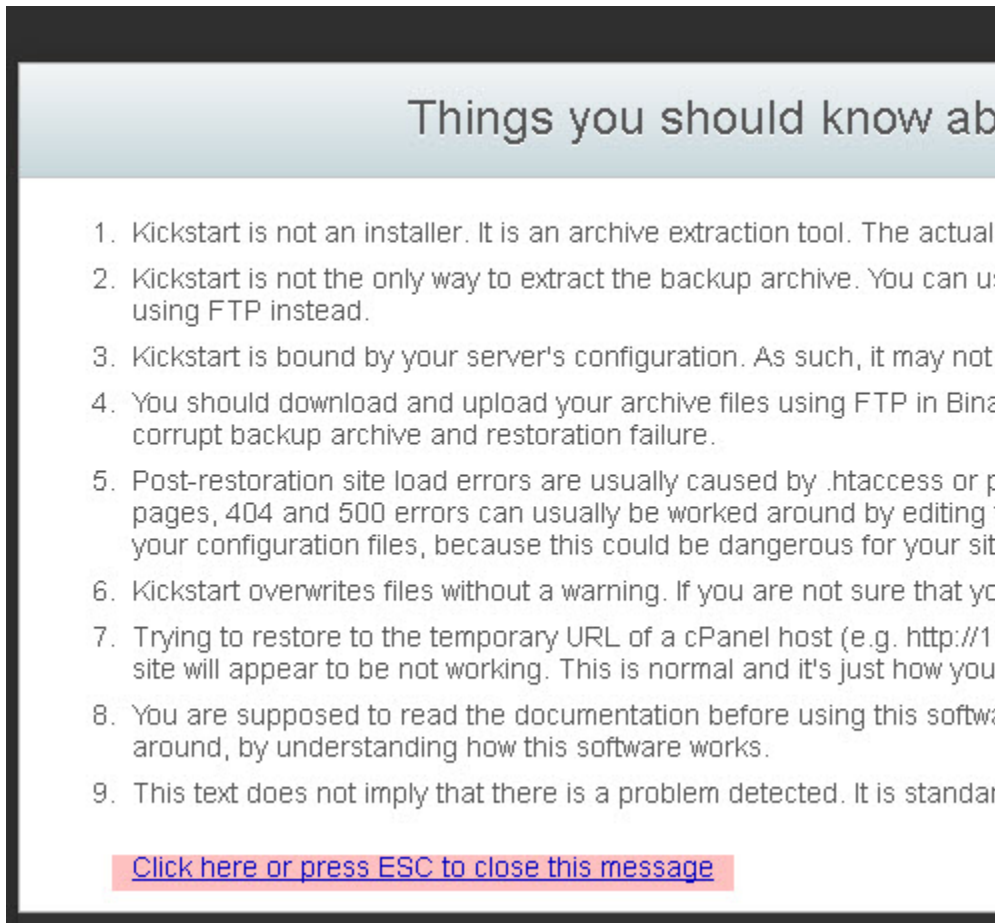 Things you should know ab
1. Kickstart is not an installer. It is an archive extraction tool. The actual
2. Kickstart is not the only way to extract the backup archive. You can us
using FTP instead.
3. Kickstart is bound by your server's configuration. As such, it may not
4. You should download and upload your archive files using FTP in Bina
corrupt backup archive and restoration failure.
5. Post-restoration site load errors are usually caused by .htaccess or p
pages, 404 and 500 errors can usually be worked around by editing
your configuration files, because this could be dangerous for your sit
6. Kickstart overwrites files without a warning. If you are not sure that yo
7. Trying to restore to the temporary URL of a cPanel host (e.g. http://1
site will appear to be not working. This is normal and it's just how you
8. You are supposed to read the documentation before using this softwa
around, by understanding how this software works.
9. This text does not imply that there is a problem detected. It is standar
Click here or press ESC to close this message